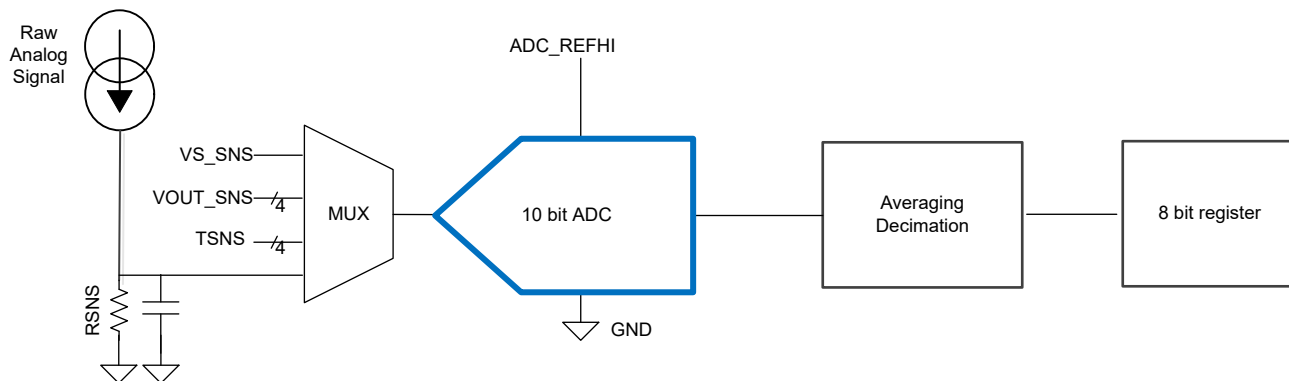 Raw
Analog
Signal
ADC_REFHI
VS_SNS
VOUT_SNS
4
TSNS
4
MUX
10 bit ADC
Averaging
Decimation
8 bit register
RSNS
GND